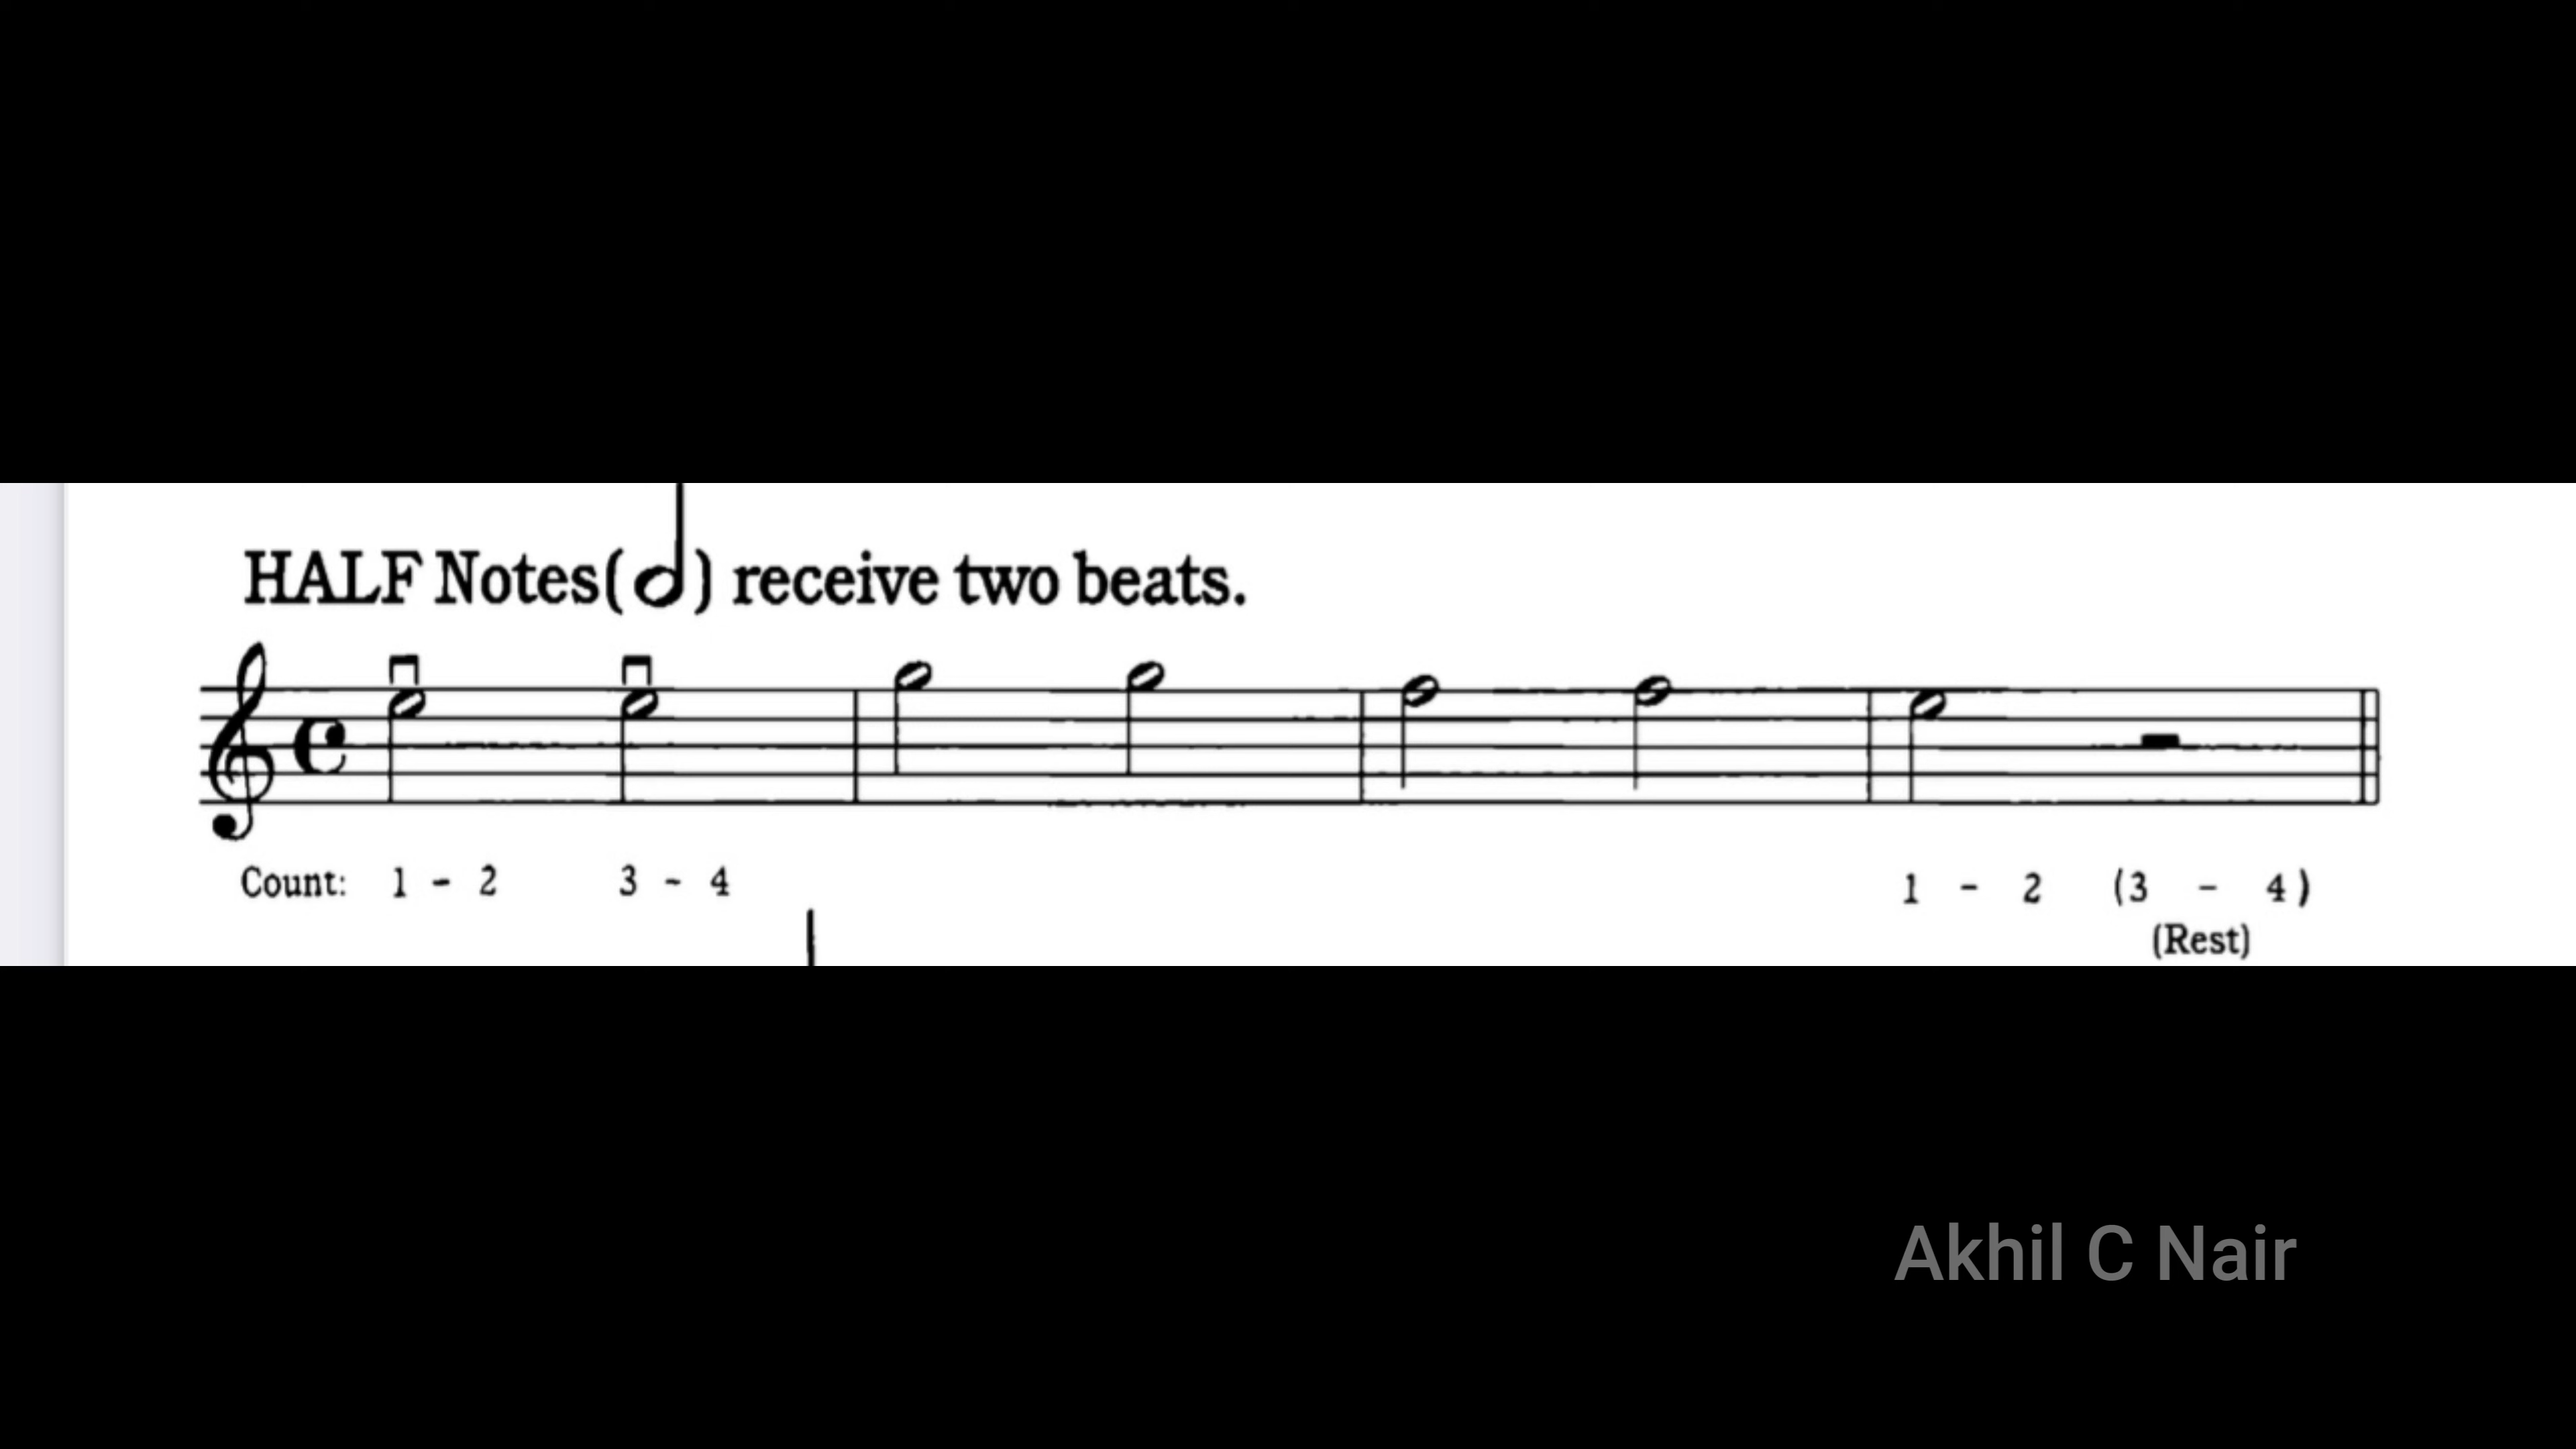 HALF Notes( ) receive two beats.
Count: 1 - 2 3 - 4 1 - 2 (3 - 4)
(Rest)
Akhil C Nair